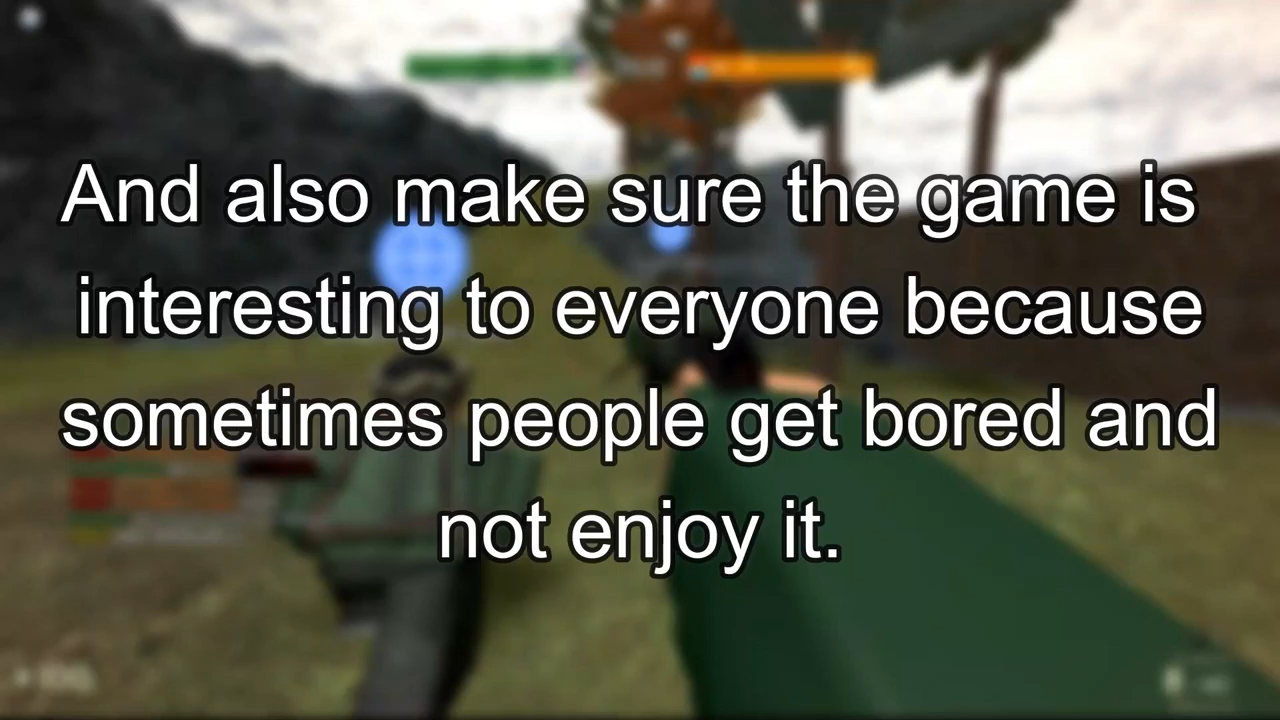 And also make sure the game is
interesting to everyone because
sometimes people get bored and
not enjoy it.